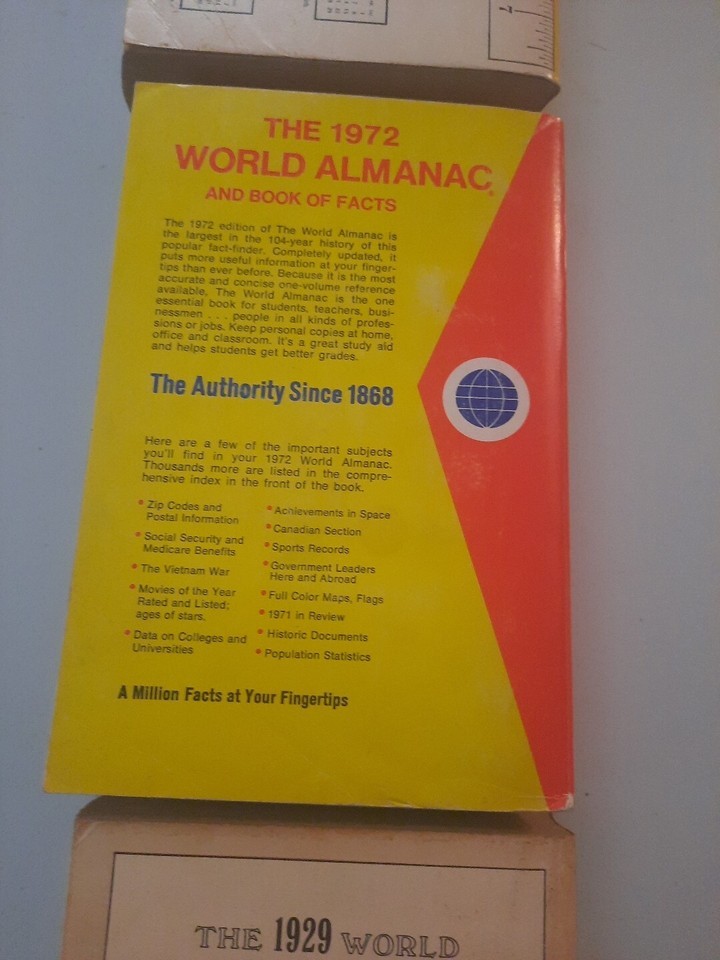 THE 1972
WORLD ALMANAC
AND BOOK OF FACTS
The 1972 edition of The World Almanac is
the largest in the 104-year history of this
popular fact-finder. Completely updated, it
puts more useful information at your finger-
tips than ever before. Because it is the most
accurate and concise one-volume reference
available, The World Almanac is the one
essential book for students, teachers, busi-
nessmen . . . people in all kinds of profes-
sions or jobs. Keep personal copies at home,
office and classroom. It's a great study aid
and helps students get better grades.
The Authority Since 1868
Here are a few of the important subjects
you'll find in your 1972 World Almanac.
Thousands more are listed in the compre-
hensive index in the front of the book.
• Zip Codes and
Postal Information
• Social Security and
Medicare Benefits
• The Vietnam War
• Movies of the Year
Rated and Listed;
ages of stars.
• Data on Colleges and
Universities
• Achievements in Space
• Canadian Section
• Sports Records
• Government Leaders
Here and Abroad
• Full Color Maps, Flags
• 1971 in Review
• Historic Documents
• Population Statistics
A Million Facts at Your Fingertips
THE 1929 WORLD